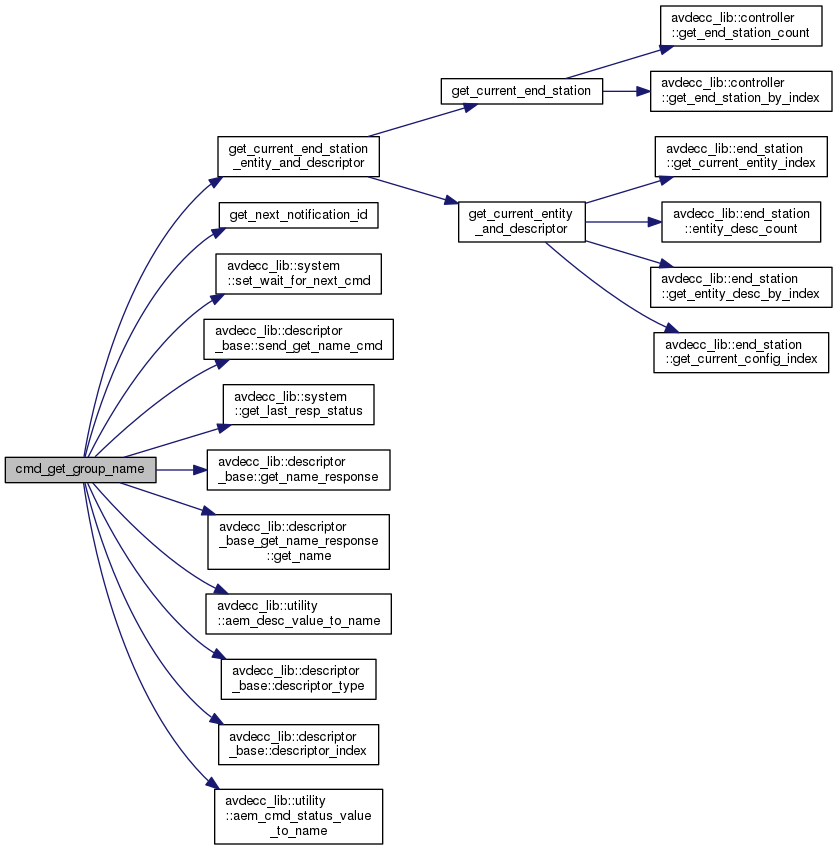 cmd_get_group_name
get_current_end_station
_entity_and_descriptor
get_next_notification_id
avdecc_lib::system
::set_wait_for_next_cmd
avdecc_lib::descriptor
_base::send_get_name_cmd
avdecc_lib::system
::get_last_resp_status
avdecc_lib::descriptor
_base::get_name_response
avdecc_lib::descriptor
_base_get_name_response
::get_name
avdecc_lib::utility
::aem_desc_value_to_name
avdecc_lib::descriptor
_base::descriptor_type
avdecc_lib::descriptor
_base::descriptor_index
avdecc_lib::utility
::aem_cmd_status_value
_to_name
get_current_end_station
get_current_entity
_and_descriptor
avdecc_lib::controller
::get_end_station_count
avdecc_lib::controller
::get_end_station_by_index
avdecc_lib::end_station
::get_current_entity_index
avdecc_lib::end_station
::entity_desc_count
avdecc_lib::end_station
::get_entity_desc_by_index
avdecc_lib::end_station
::get_current_config_index